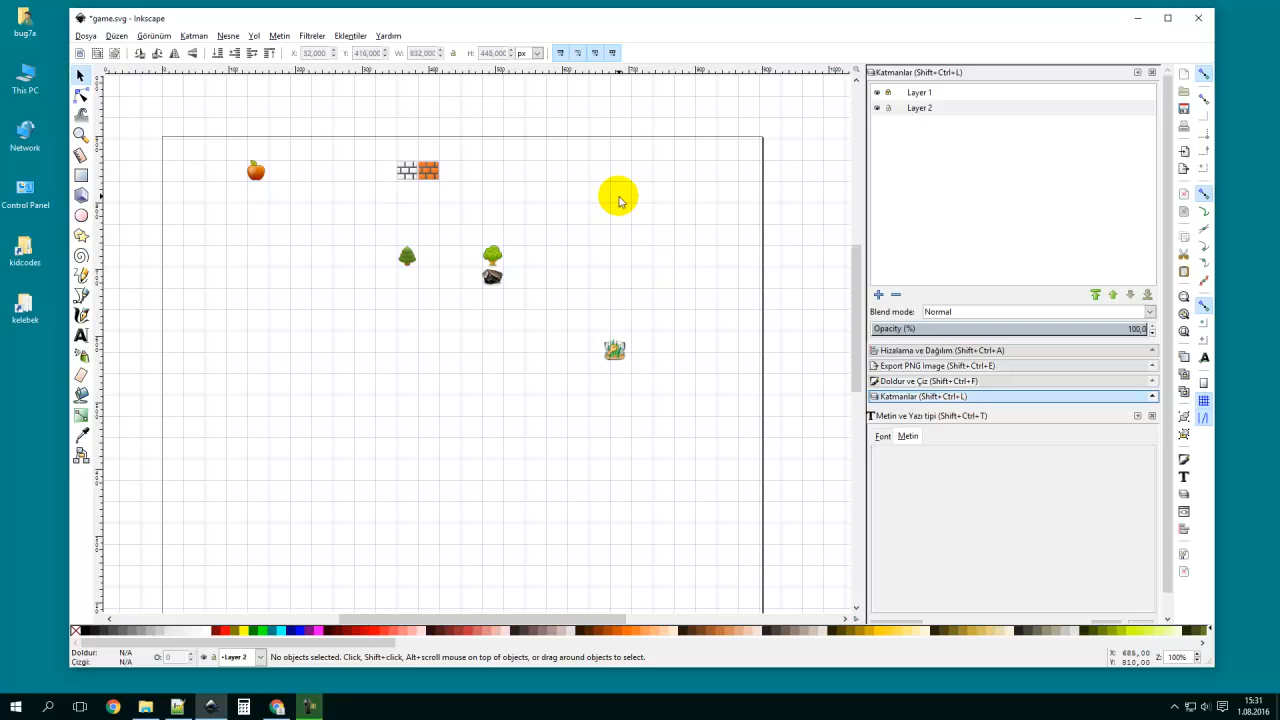 bug7a
This PC
Network
Control Panel
kidcodes
kelebek
*game.svg - Inkscape
Dosya Düzen Görünüm Katman Nesne Yol Metin Filtreler Eklentiler Yardım
X: 32,000 Y: 416,000 W: 832,000 H: 448,000 px
Katmanlar (Shift+Ctrl+L)
Layer 1
Layer 2
Blend mode: Normal
Opacity (%) 100,0
Hizalama ve Dağılım (Shift+Ctrl+A)
Export PNG Image (Shift+Ctrl+E)
Doldur ve Çiz (Shift+Ctrl+F)
Katmanlar (Shift+Ctrl+L)
Metin ve Yazı tipi (Shift+Ctrl+T)
Font Metin
Doldur: N/A
Çizgi: N/A
O: 0
Layer 2
No objects selected. Click, Shift+click, Alt+scroll mouse on top of objects, or drag around objects to select.
X: 688,00
Y: 810,00
Z: 100%
15:31
1.08.2016